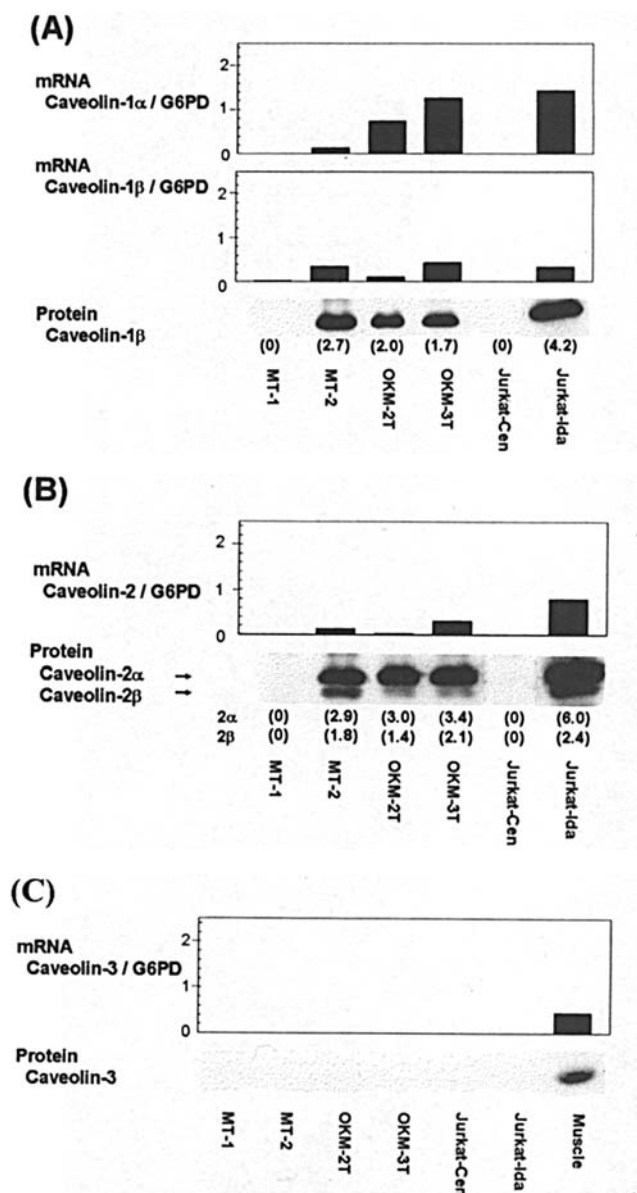 (A)
2
mRNA
Caveolin-1α / G6PD
1
0
mRNA
Caveolin-1β / G6PD
2
1
0
Protein
Caveolin-1β
(0) (2.7) (2.0) (1.7) (0) (4.2)
MT-1 MT-2 OKM-2T OKM-3T Jurkat-Cen Jurkat-Ida
(B)
2
mRNA
Caveolin-2 / G6PD
1
0
Protein
Caveolin-2α →
Caveolin-2β →
2α (0) (2.9) (3.0) (3.4) (0) (6.0)
2β (0) (1.8) (1.4) (2.1) (0) (2.4)
MT-1 MT-2 OKM-2T OKM-3T Jurkat-Cen Jurkat-Ida
(C)
2
mRNA
Caveolin-3 / G6PD
1
0
Protein
Caveolin-3
MT-1 MT-2 OKM-2T OKM-3T Jurkat-Cen Jurkat-Ida Muscle